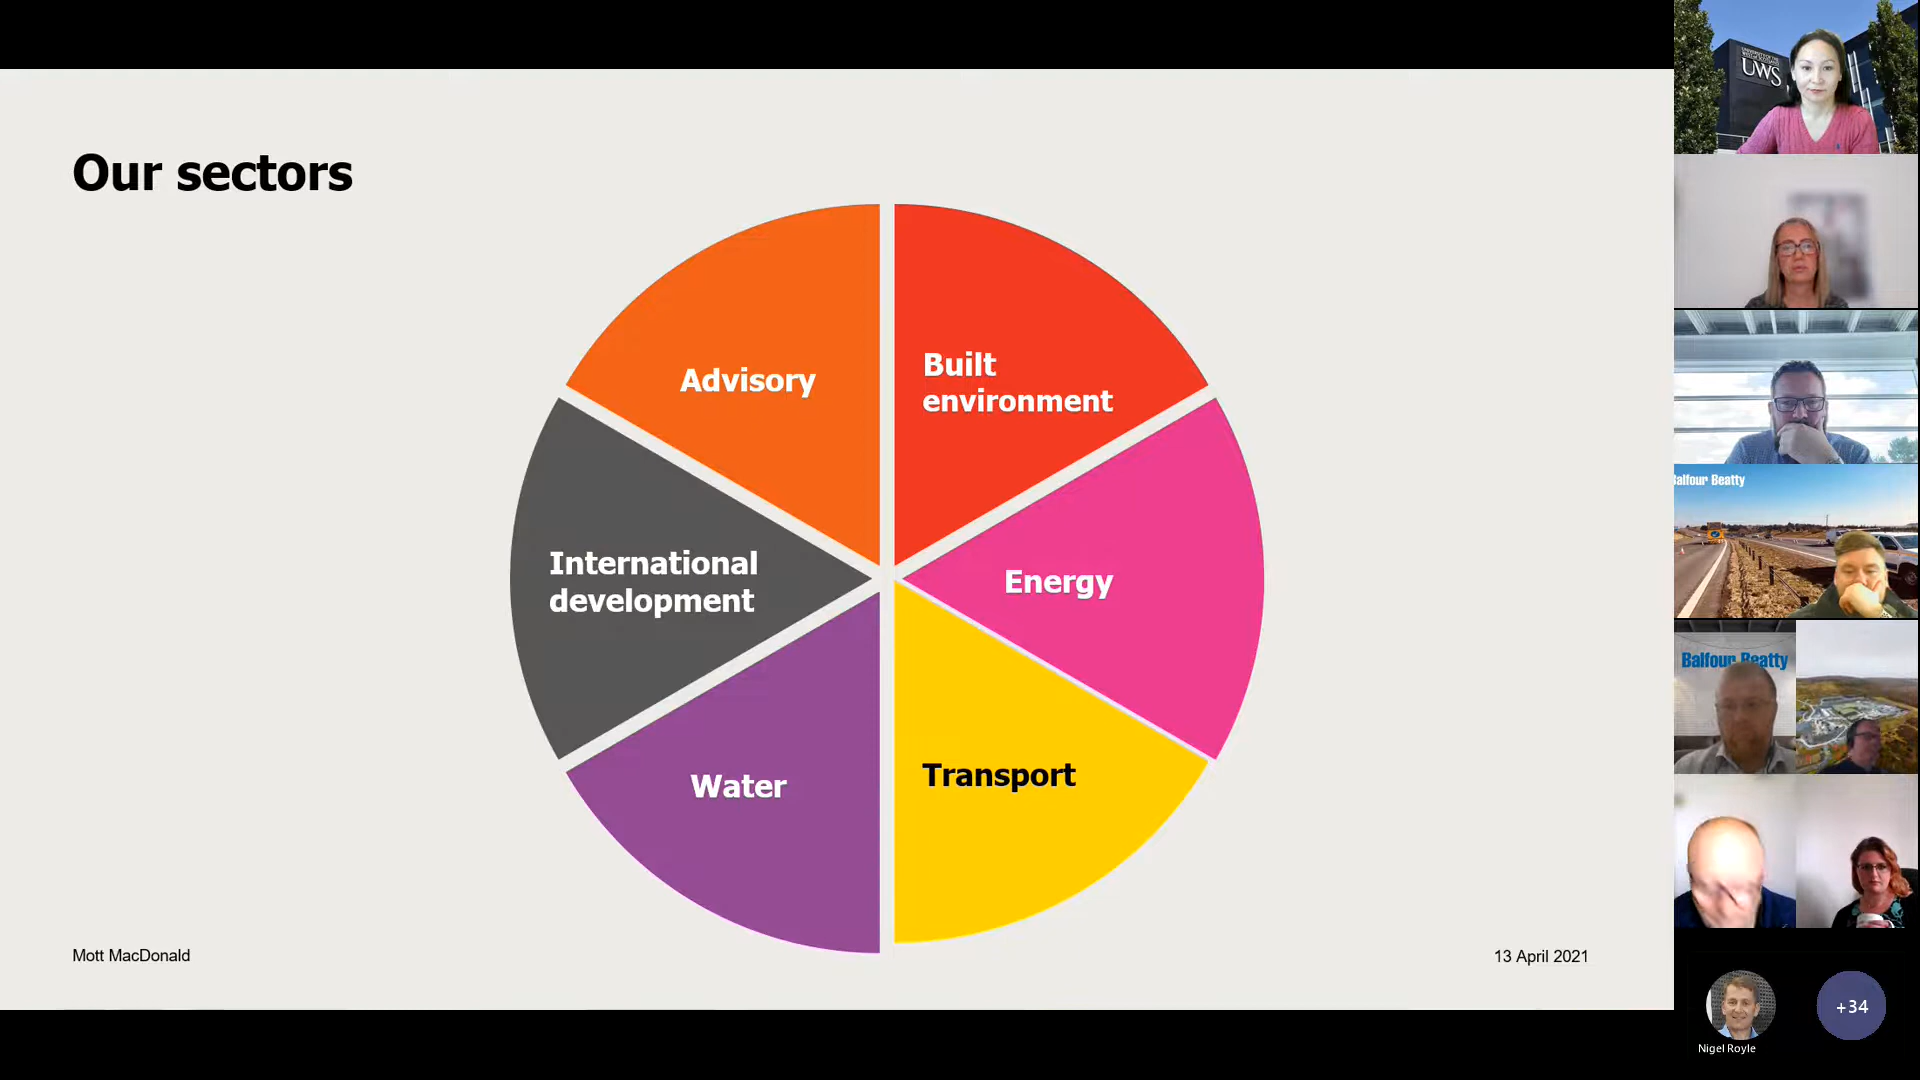 Our sectors
Advisory
Built
environment
International
development
Energy
Water
Transport
Mott MacDonald
13 April 2021
UWS
Balfour Beatty
Balfour Beatty
+34
Nigel Royle